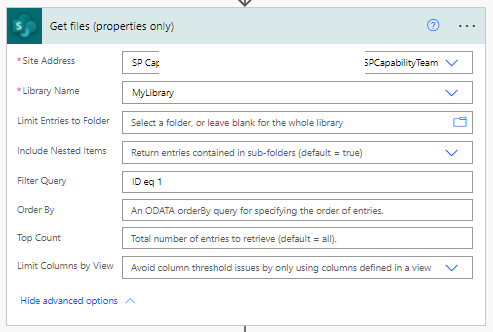 Get files (properties only)
* Site Address SP Cap SPCapabilityTeam
* Library Name MyLibrary
Limit Entries to Folder Select a folder, or leave blank for the whole library
Include Nested Items Return entries contained in sub-folders (default = true)
Filter Query ID eq 1
Order By An ODATA orderBy query for specifying the order of entries.
Top Count Total number of entries to retrieve (default = all).
Limit Columns by View Avoid column threshold issues by only using columns defined in a view
Hide advanced options